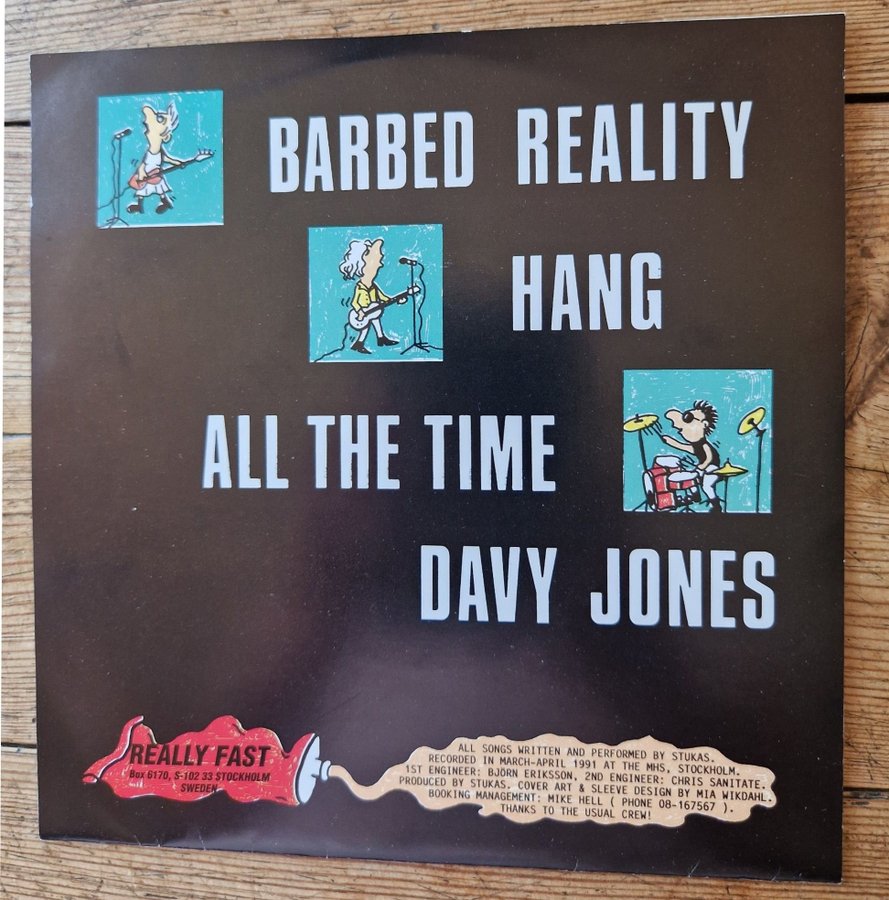 BARBED REALITY
HANG
ALL THE TIME
DAVY JONES
REALLY FAST
Box 6170, S-102 33 STOCKHOLM
SWEDEN
ALL SONGS WRITTEN AND PERFORMED BY STUKAS.
RECORDED IN MARCH-APRIL 1991 AT THE MHS, STOCKHOLM.
1ST ENGINEER: BJÖRN ERIKSSON, 2ND ENGINEER: CHRIS SANITATE.
PRODUCED BY STUKAS. COVER ART & SLEEVE DESIGN BY MIA WIKDAHL.
BOOKING MANAGEMENT: MIKE HELL ( PHONE 08-167567 ).
THANKS TO THE USUAL CREW!